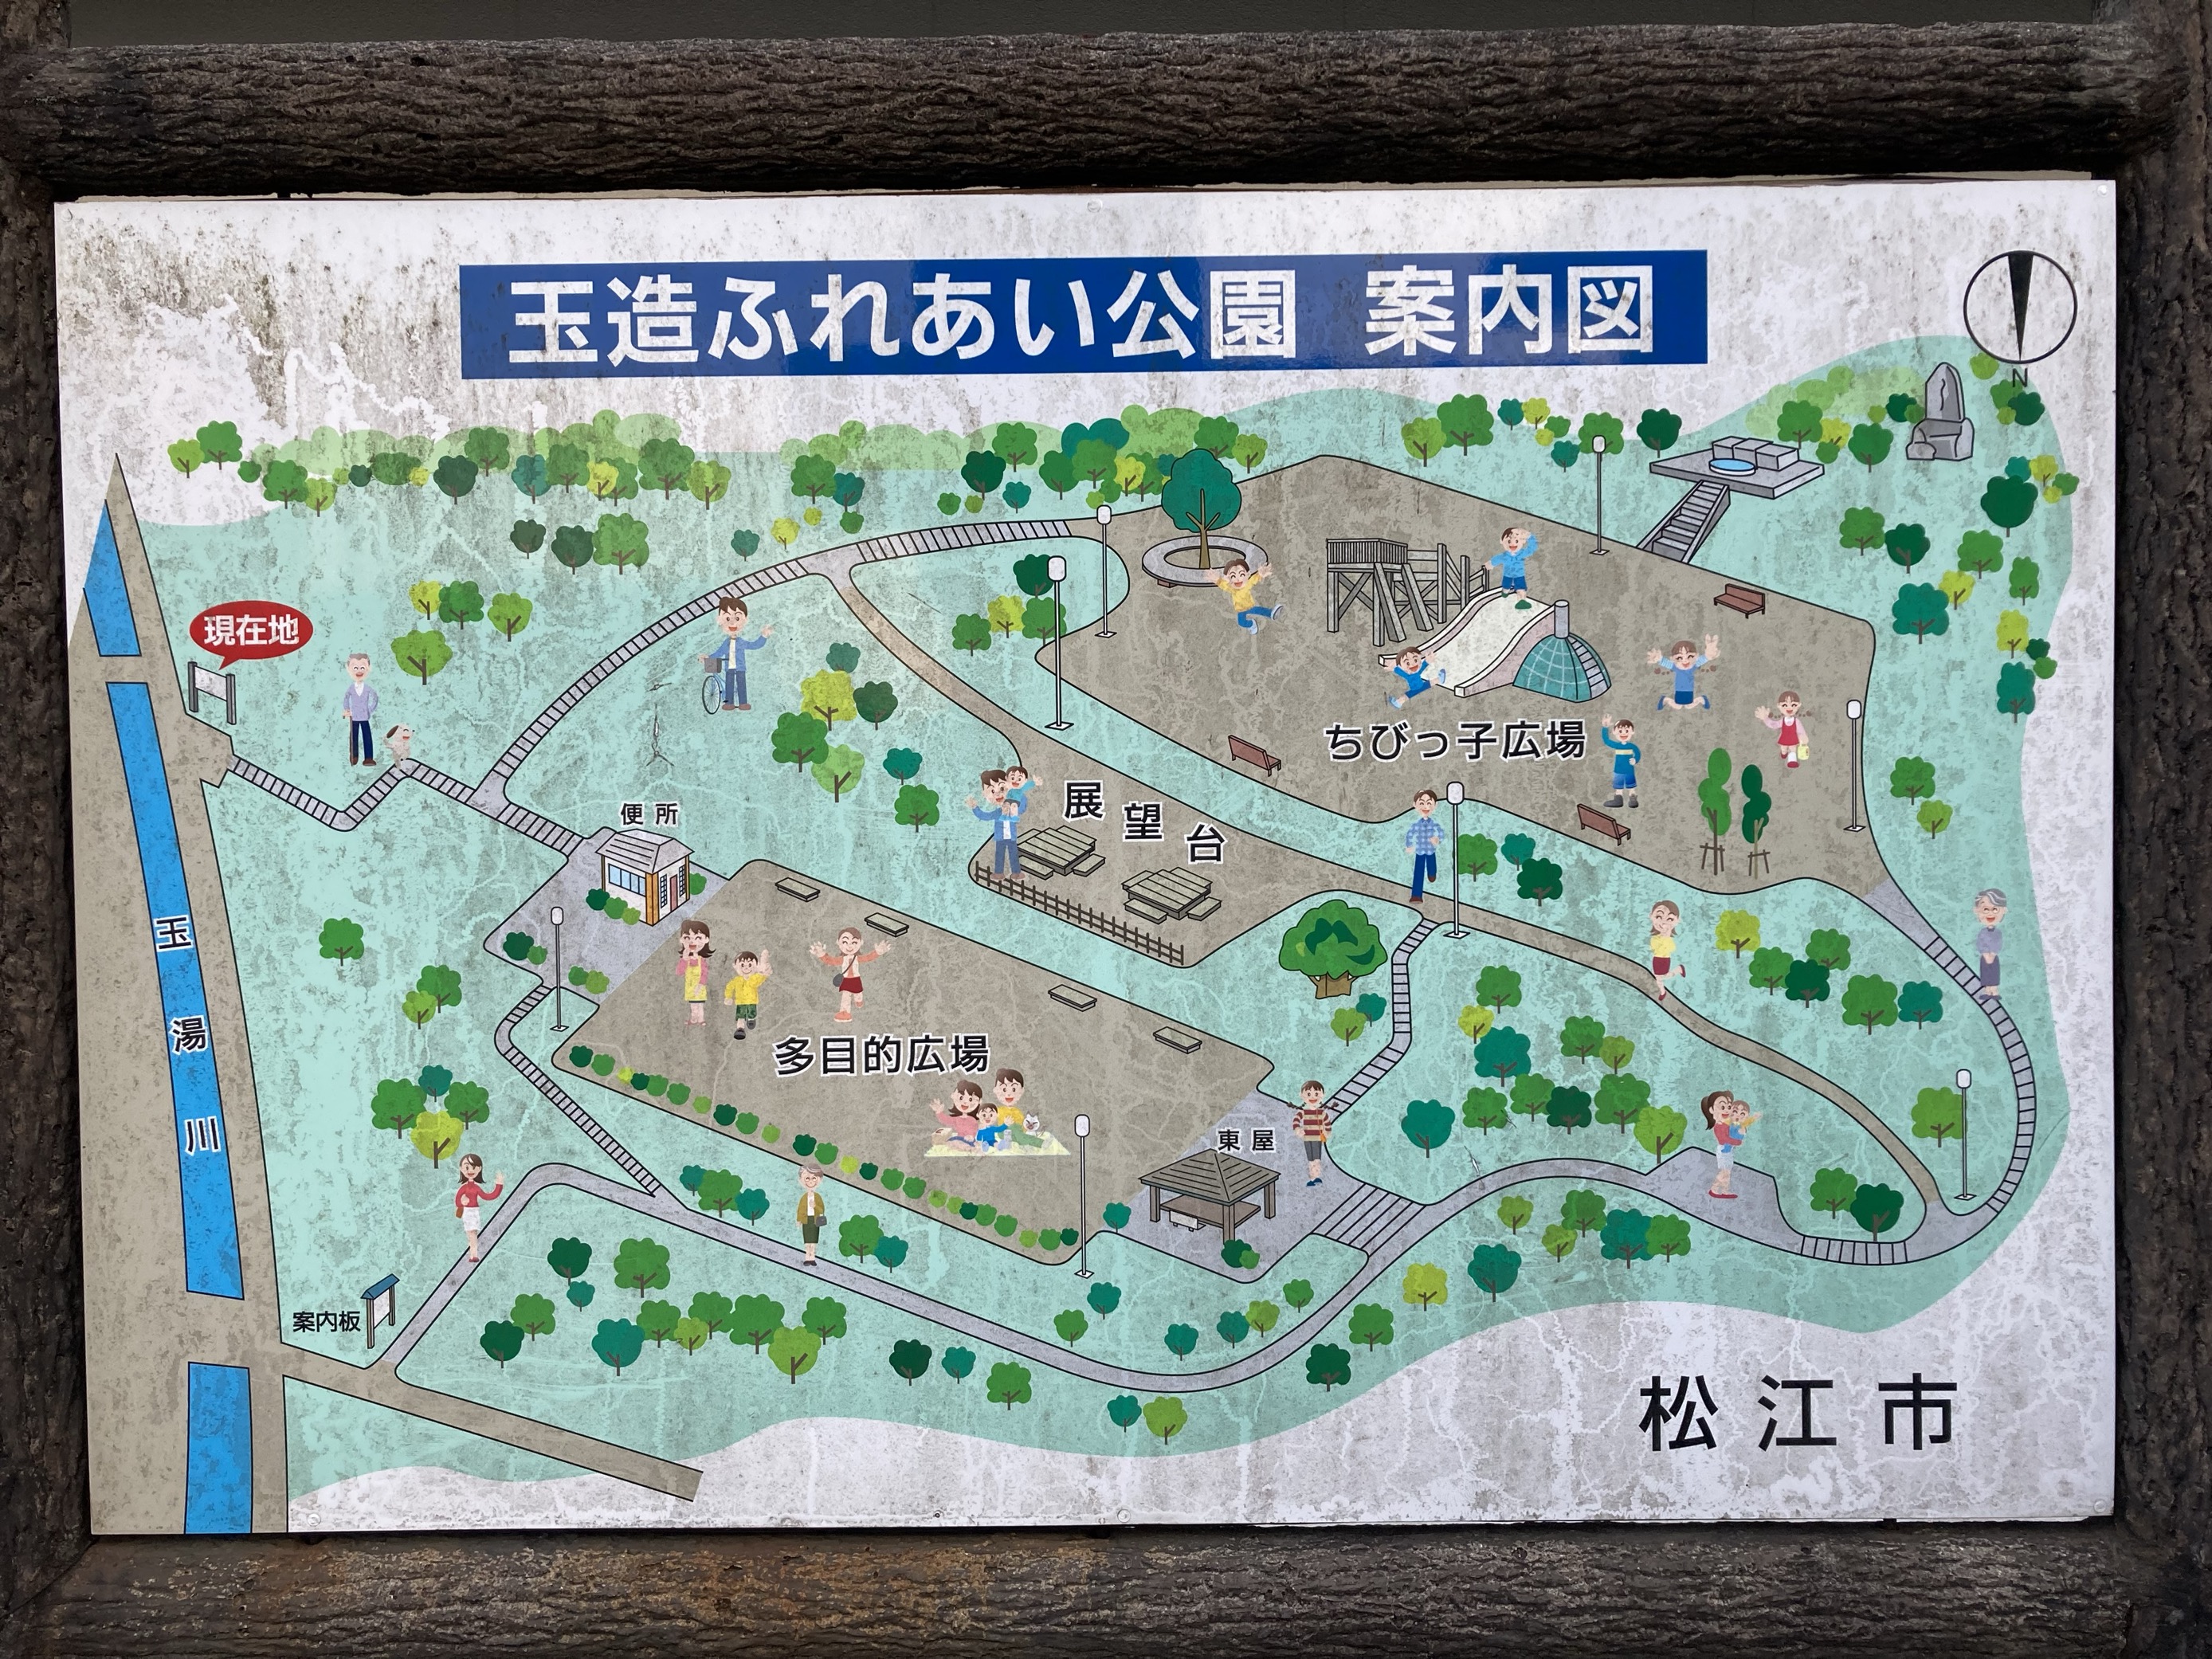 玉造ふれあい公園 案内図
N
現在地
ちびっ子広場
展望台
便所
玉湯川
多目的広場
東屋
案内板
松江市